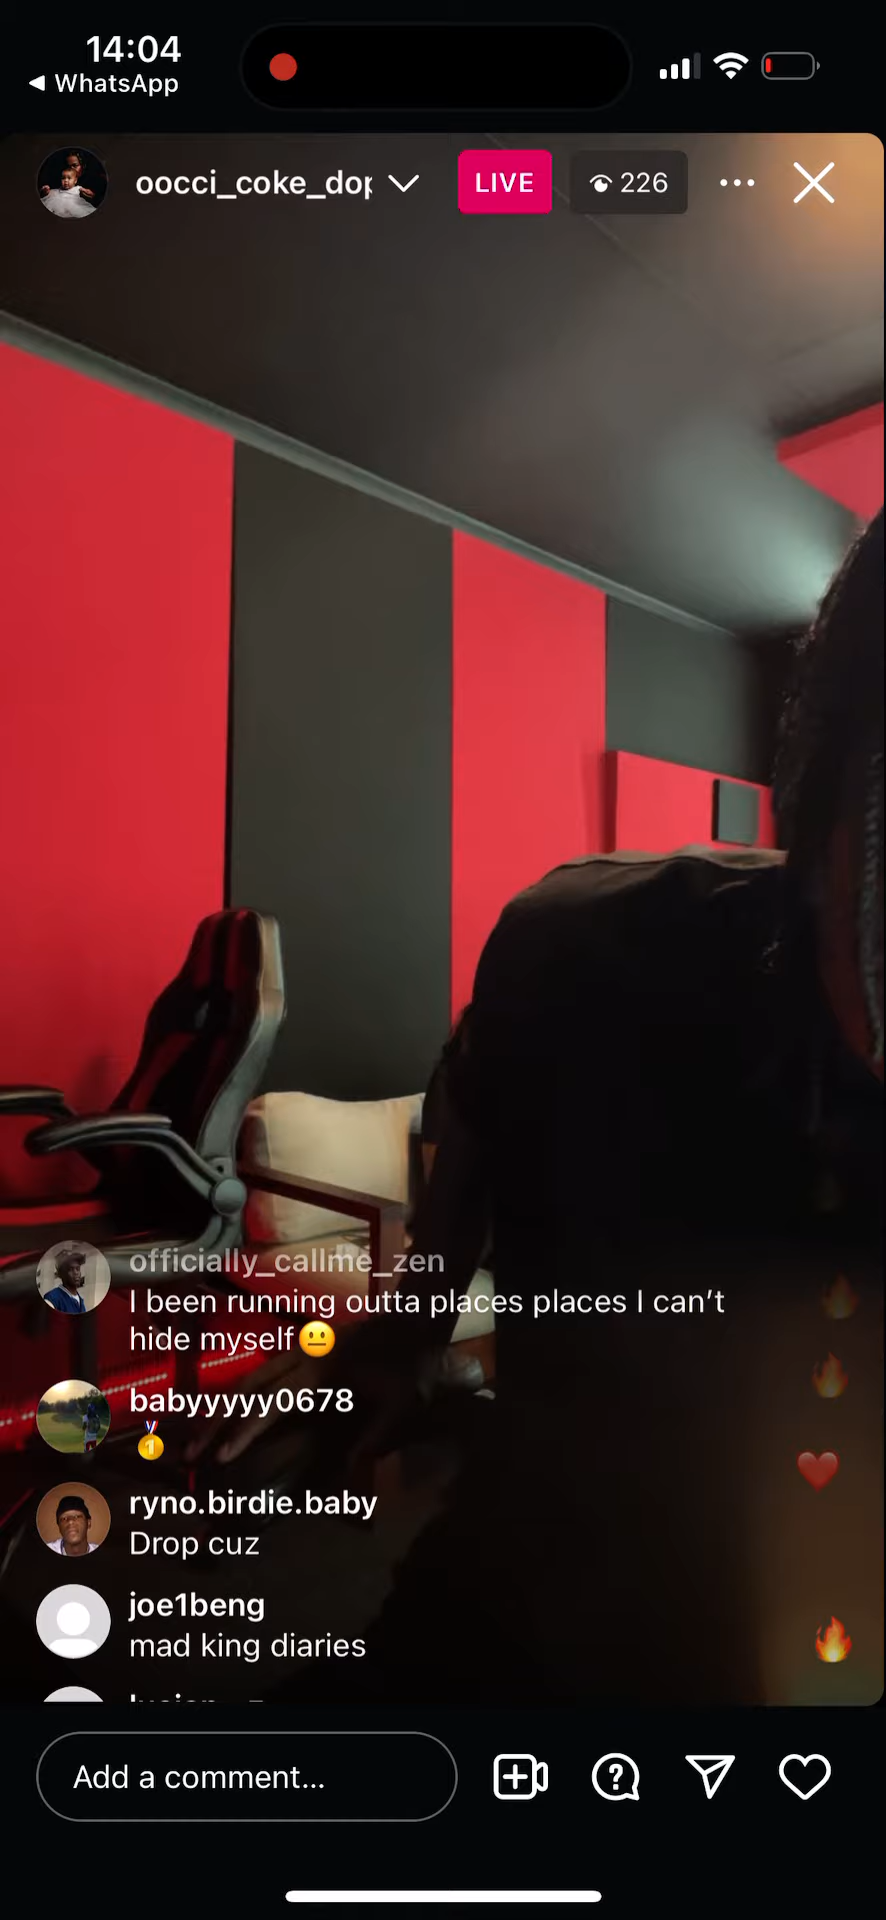 14:04
WhatsApp
oocci_coke_dop
LIVE
226
officially_callme_zen
I been running outta places places I can’t
hide myself😐
babyyyyy0678
🥇
ryno.birdie.baby
Drop cuz
joe1beng
mad king diaries
Add a comment…